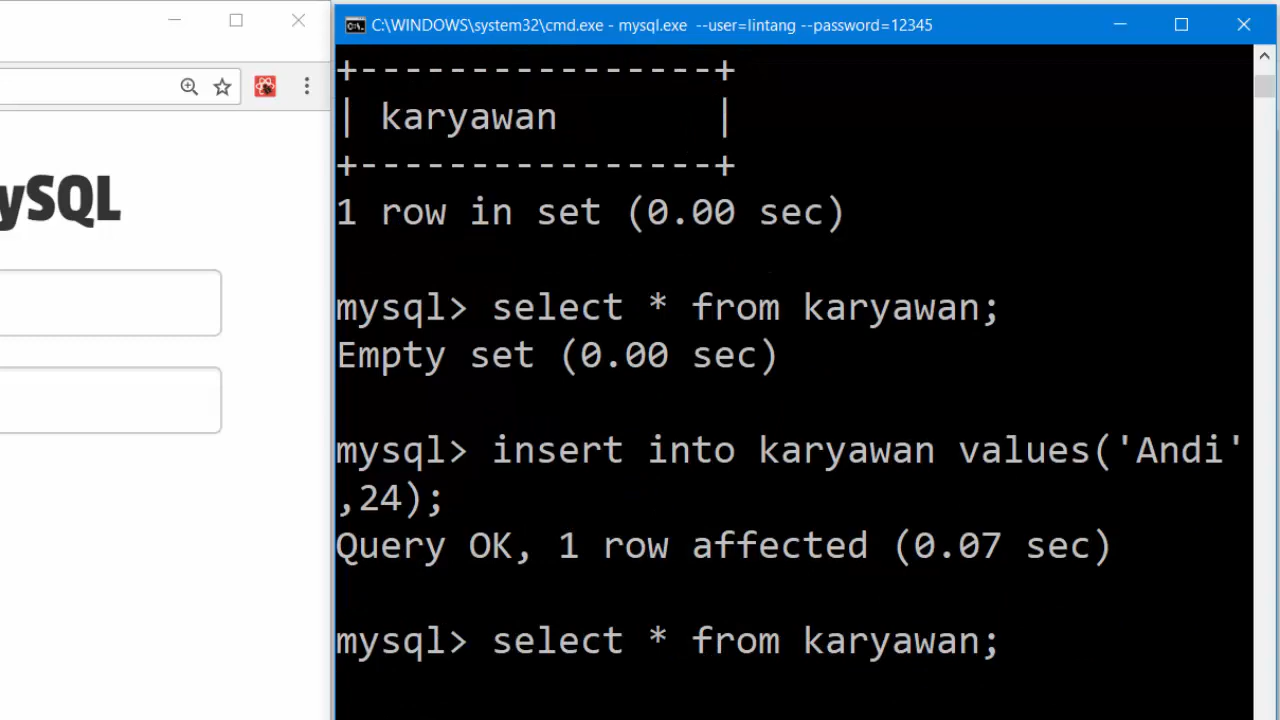 C:\WINDOWS\system32\cmd.exe - mysql.exe --user=lintang --password=12345
+----------------+
| karyawan       |
+----------------+
1 row in set (0.00 sec)
ySQL
mysql> select * from karyawan;
Empty set (0.00 sec)
mysql> insert into karyawan values('Andi'
,24);
Query OK, 1 row affected (0.07 sec)
mysql> select * from karyawan;